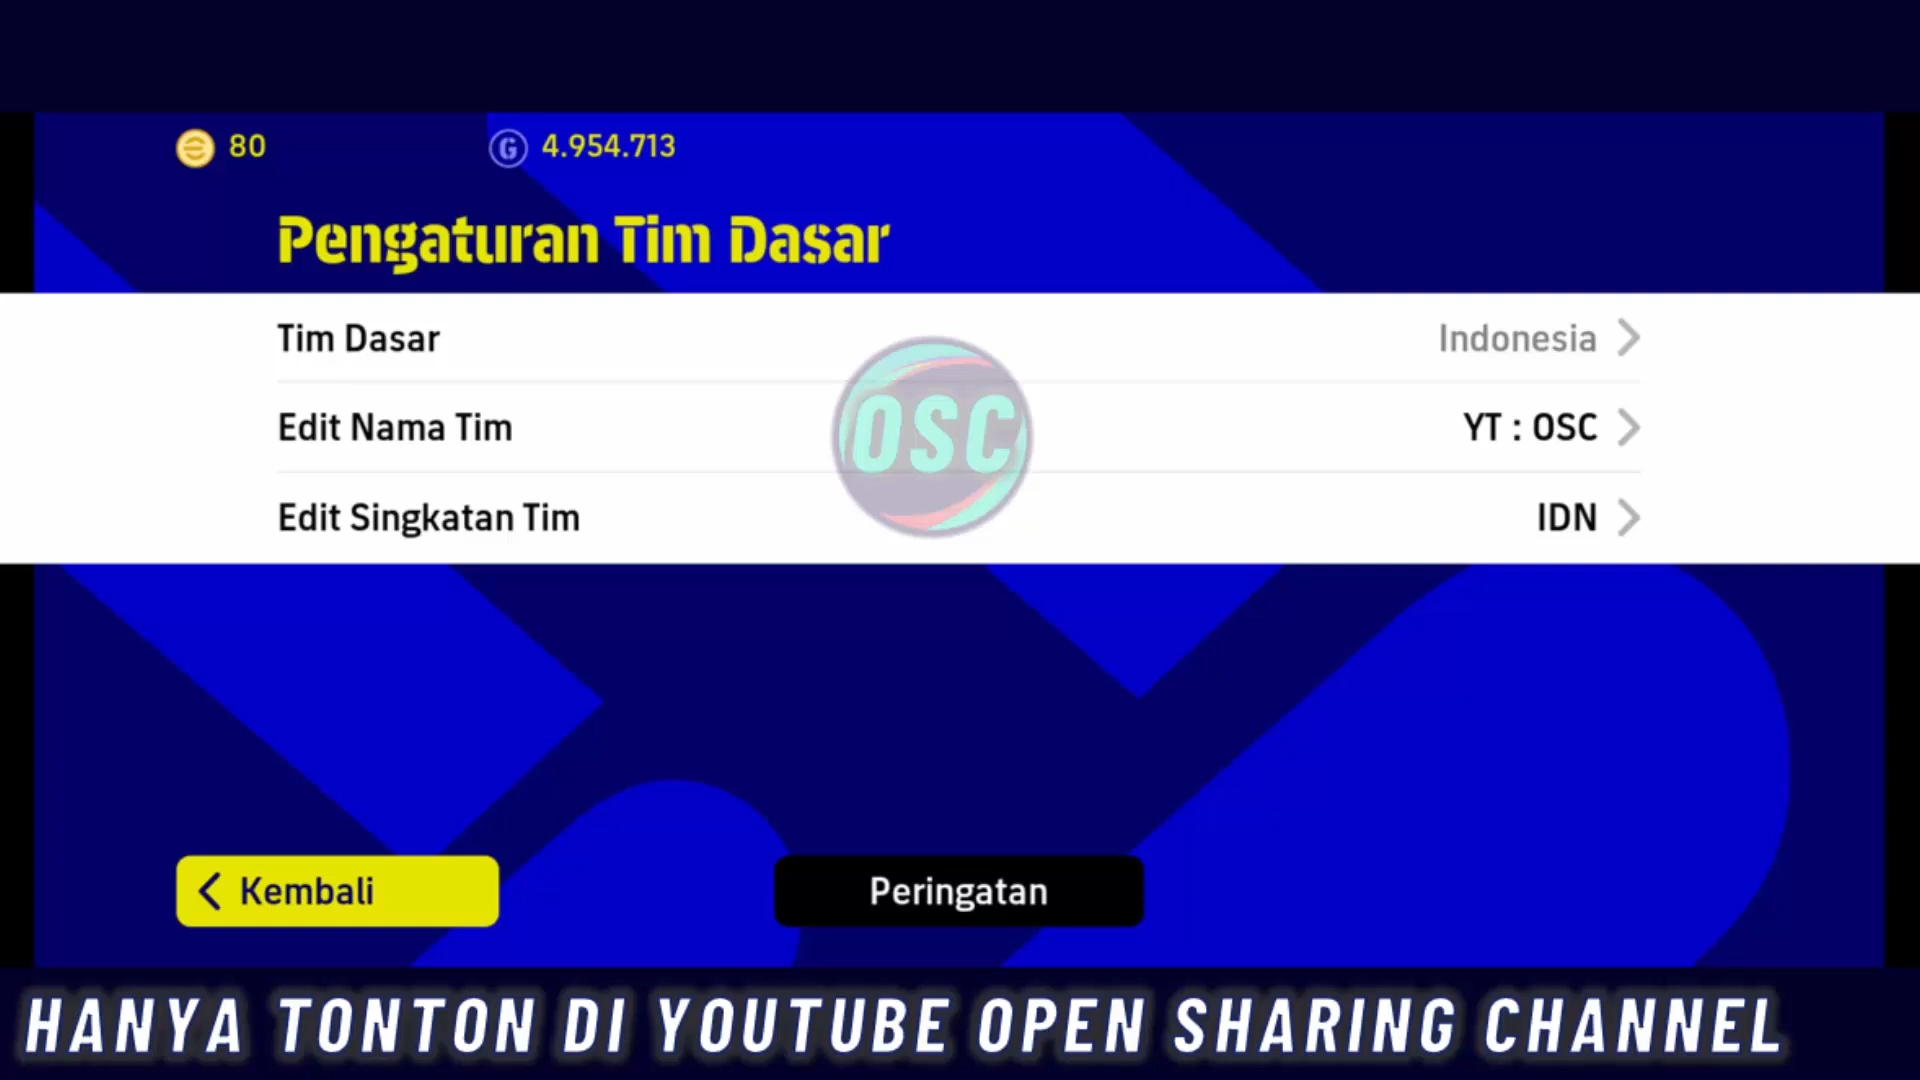 80
G 4.954.713
Pengaturan Tim Dasar
Tim Dasar Indonesia
Edit Nama Tim YT : OSC
OSC
Edit Singkatan Tim IDN
Kembali
Peringatan
HANYA TONTON DI YOUTUBE OPEN SHARING CHANNEL